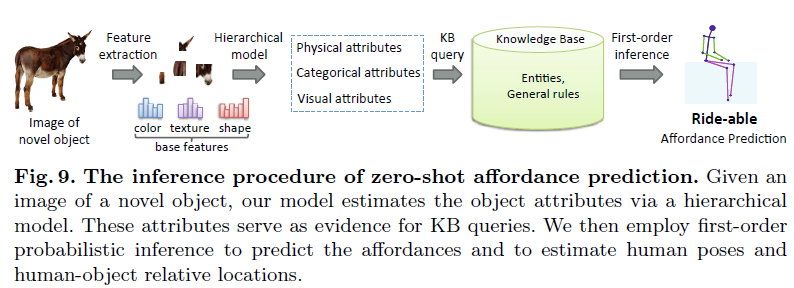 Feature extraction
Hierarchical model
KB query
First-order inference
Image of novel object
color texture shape
base features
Physical attributes
Categorical attributes
Visual attributes
Knowledge Base
Entities,
General rules
Ride-able
Affordance Prediction
Fig. 9. The inference procedure of zero-shot affordance prediction. Given an
image of a novel object, our model estimates the object attributes via a hierarchical
model. These attributes serve as evidence for KB queries. We then employ first-order
probabilistic inference to predict the affordances and to estimate human poses and
human-object relative locations.